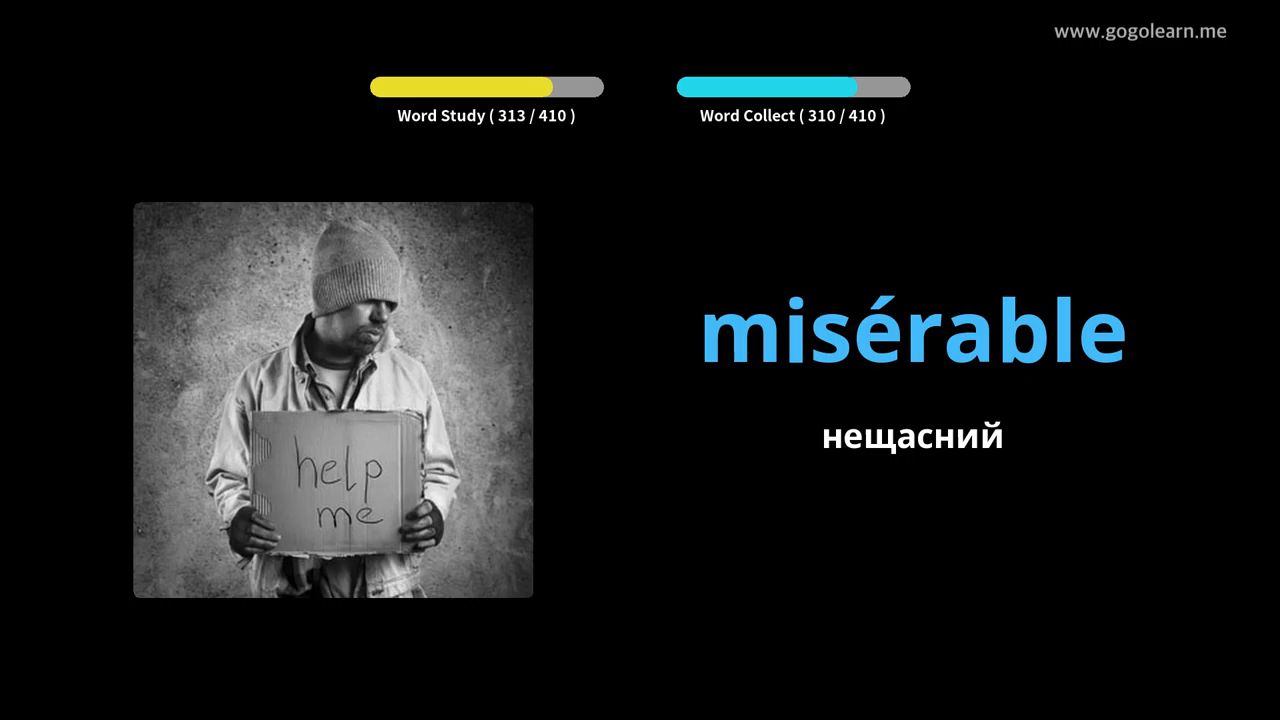 www.gogolearn.me
Word Study ( 313 / 410 )
Word Collect ( 310 / 410 )
misérable
нещасний
help
me